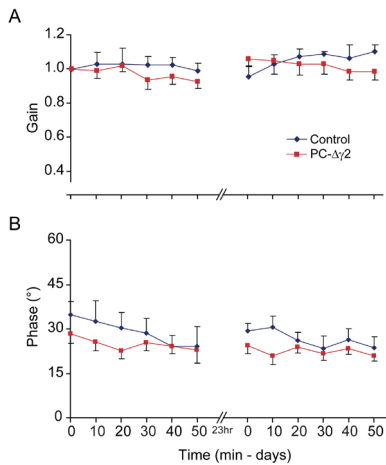 A
1.2
1.0
0.8
0.6
0.4
Gain
Control
PC-Δγ2
B
60
45
30
15
0
Phase (°)
0 10 20 30 40 50 23hr 0 10 20 30 40 50
Time (min - days)